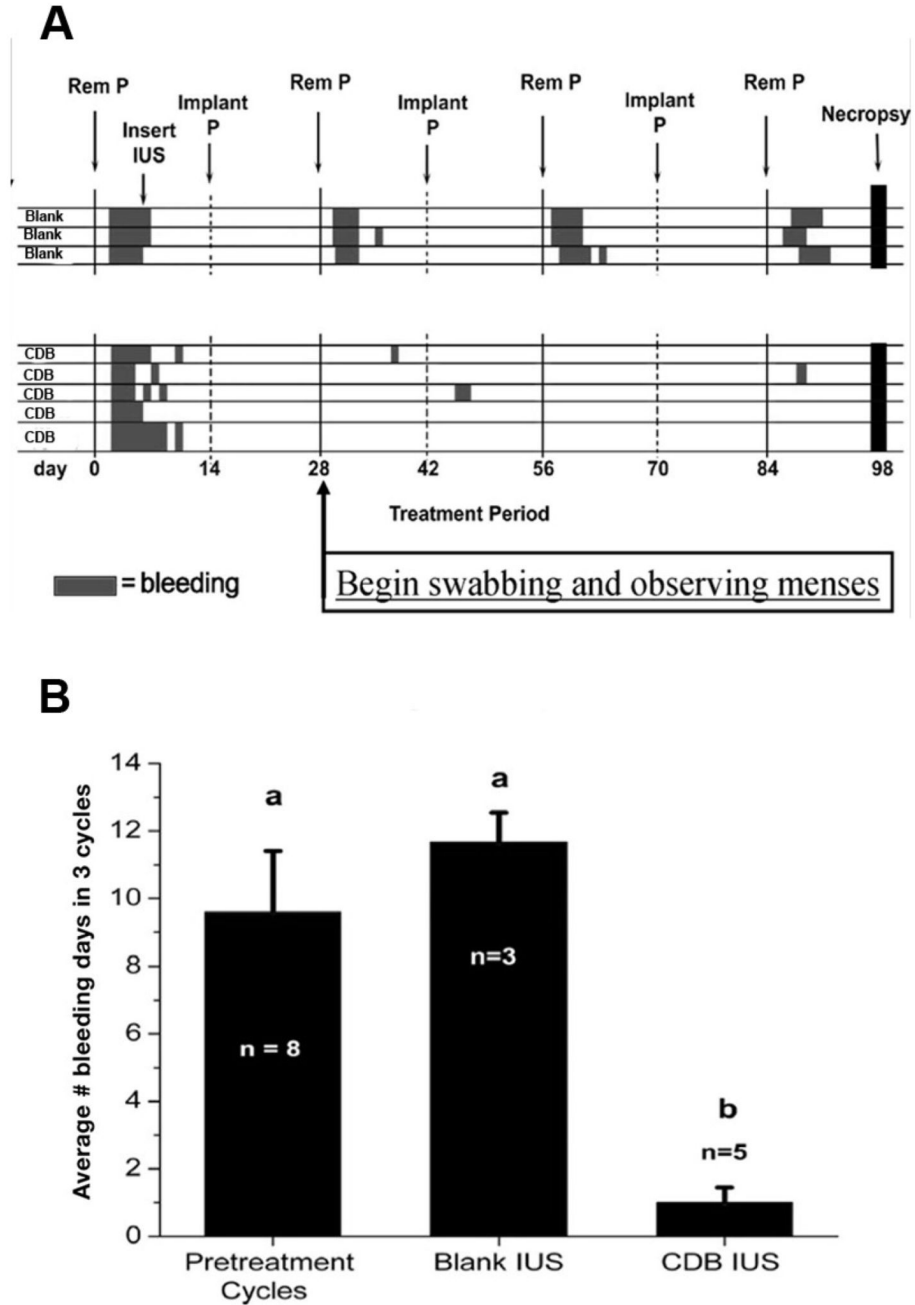 A
Rem P
Insert
IUS
Implant
P
Rem P
Implant
P
Rem P
Implant
P
Rem P
Necropsy
Blank
Blank
Blank
CDB
CDB
CDB
CDB
CDB
day 0 14 28 42 56 70 84 98
Treatment Period
= bleeding
Begin swabbing and observing menses
B
Average # bleeding days in 3 cycles
14
12
10
8
6
4
2
0
a
n = 8
a
n=3
b
n=5
Pretreatment
Cycles
Blank IUS
CDB IUS